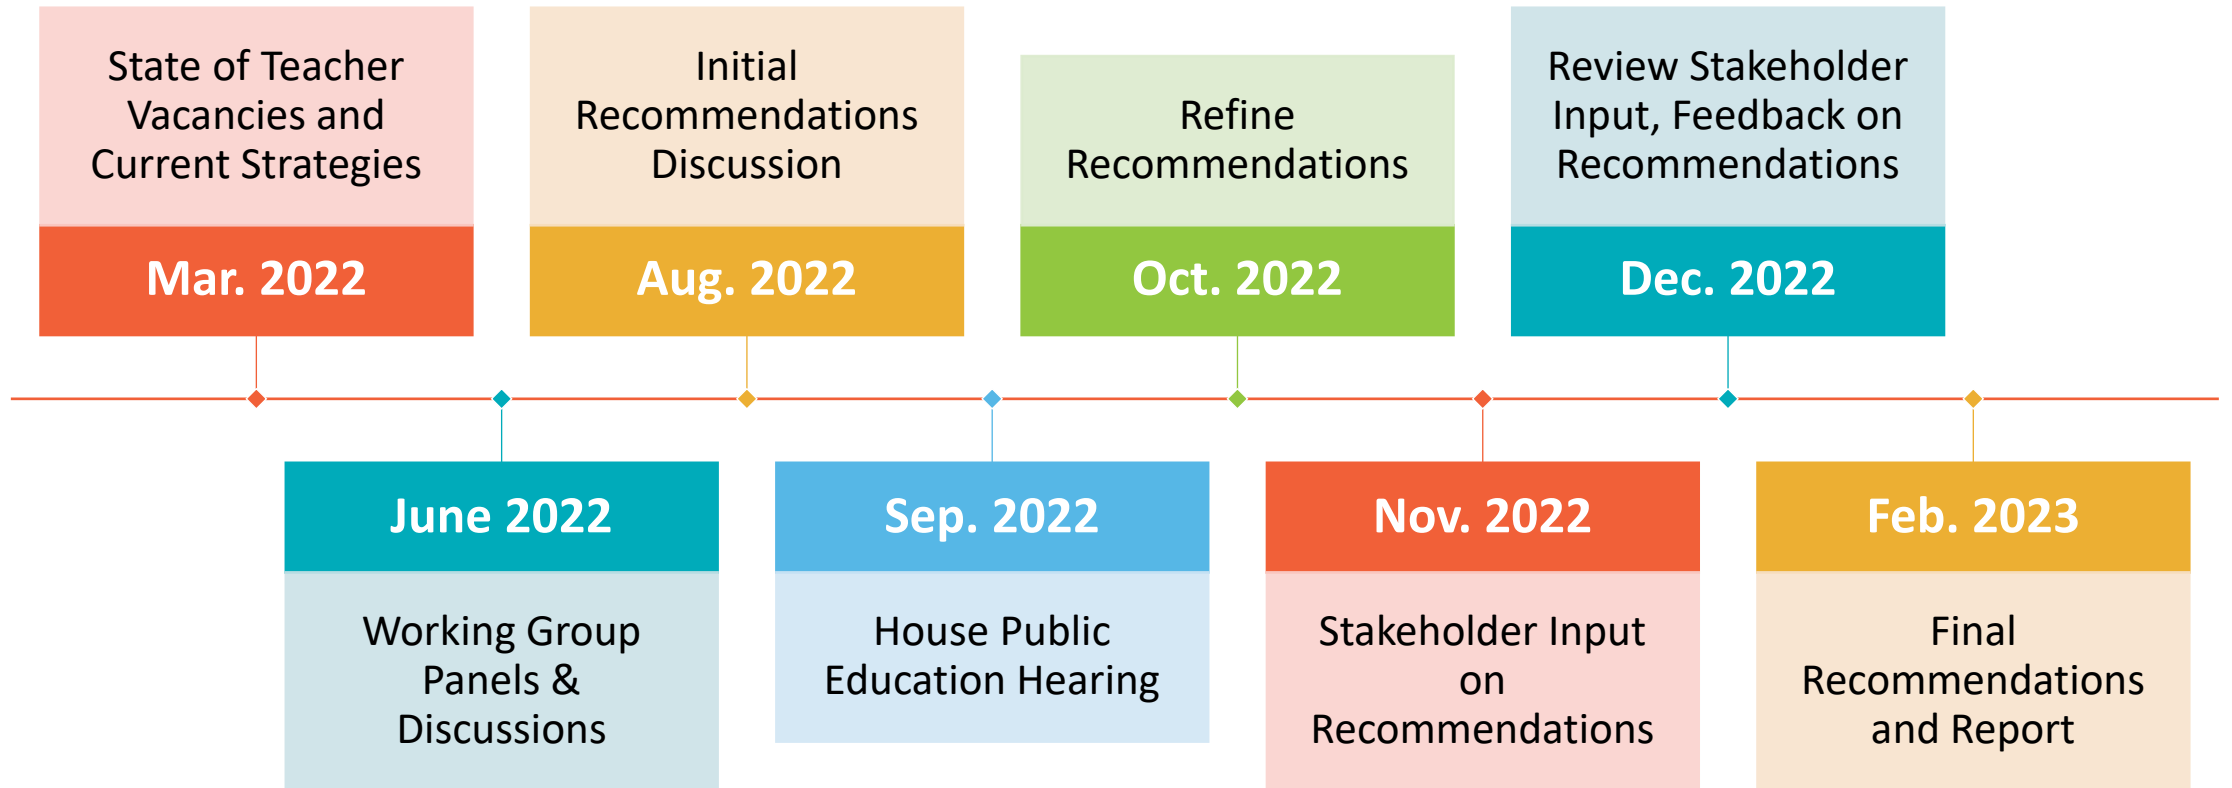 State of Teacher
Vacancies and
Current Strategies
Mar. 2022
June 2022
Working Group
Panels &
Discussions
Initial
Recommendations
Discussion
Aug. 2022
Sep. 2022
House Public
Education Hearing
Refine
Recommendations
Oct. 2022
Nov. 2022
Stakeholder Input
on
Recommendations
Review Stakeholder
Input, Feedback on
Recommendations
Dec. 2022
Feb. 2023
Final
Recommendations
and Report